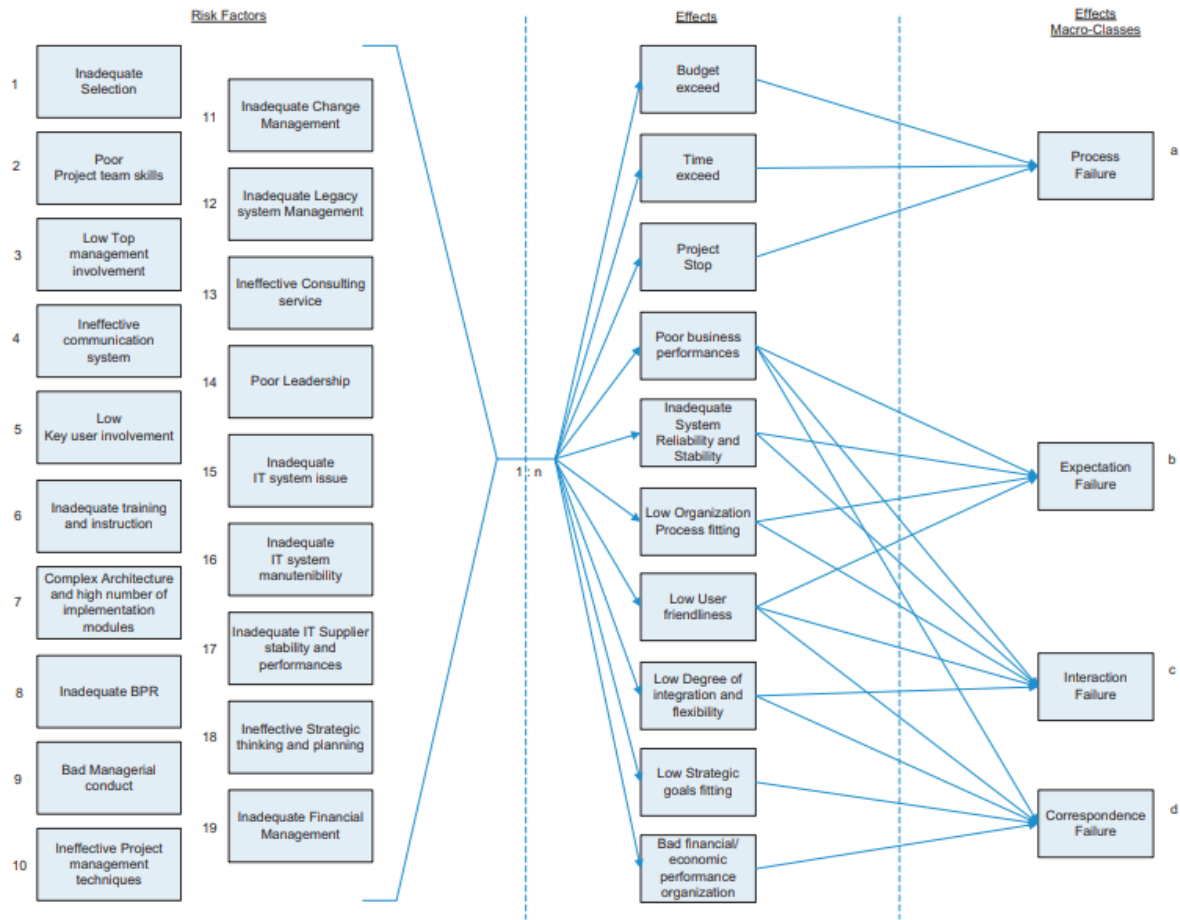 Risk Factors
Effects
Effects
Macro-Classes
1
Inadequate
Selection
2
Poor
Project team skills
3
Low Top
management
involvement
4
Ineffective
communication
system
5
Low
Key user involvement
6
Inadequate training
and instruction
7
Complex Architecture
and high number of
implementation
modules
8
Inadequate BPR
9
Bad Managerial
conduct
10
Ineffective Project
management
techniques
11
Inadequate Change
Management
12
Inadequate Legacy
system Management
13
Ineffective Consulting
service
14
Poor Leadership
15
Inadequate
IT system issue
16
Inadequate
IT system
manutenibility
17
Inadequate IT Supplier
stability and
performances
18
Ineffective Strategic
thinking and planning
19
Inadequate Financial
Management
1 : n
Budget
exceed
Time
exceed
Project
Stop
Poor business
performances
Inadequate
System
Reliability and
Stability
Low Organization
Process fitting
Low User
friendliness
Low Degree of
integration and
flexibility
Low Strategic
goals fitting
Bad financial/
economic
performance
organization
Process
Failure
a
Expectation
Failure
b
Interaction
Failure
c
Correspondence
Failure
d